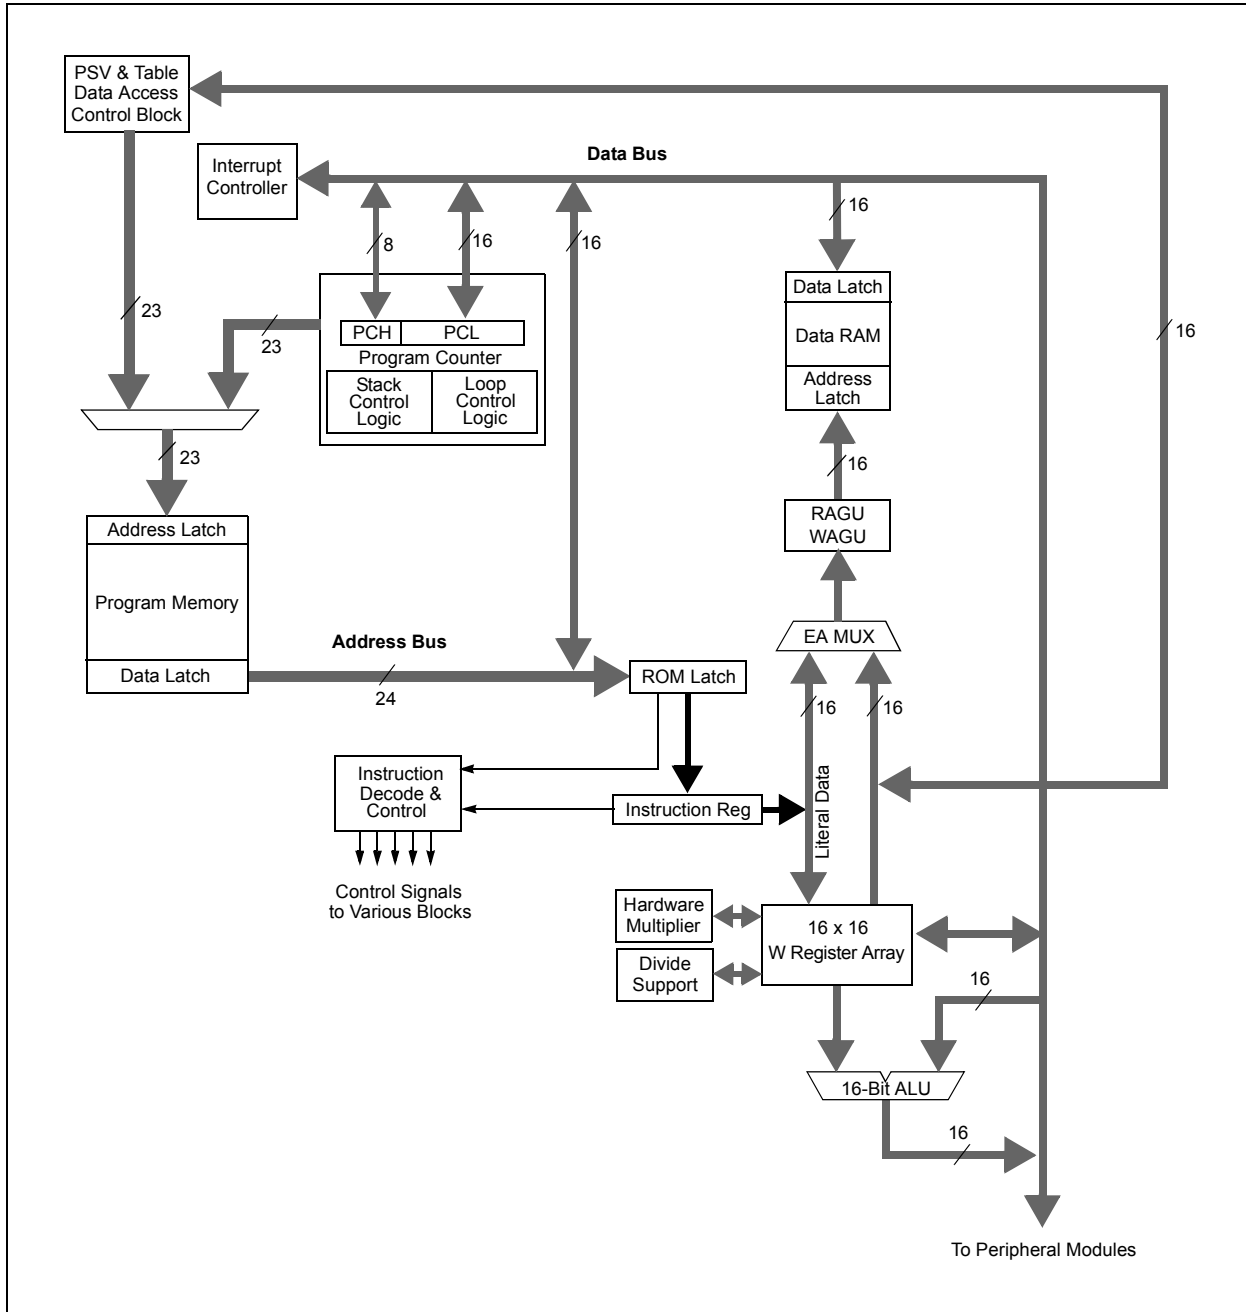 PSV & Table
Data Access
Control Block
Interrupt
Controller
Data Bus
8
16
16
16
23
23
PCH
PCL
Program Counter
Stack
Control
Logic
Loop
Control
Logic
Data Latch
Data RAM
Address
Latch
16
23
16
Address Latch
Program Memory
Data Latch
RAGU
WAGU
EA MUX
Address Bus
24
ROM Latch
16
16
Instruction
Decode &
Control
Instruction Reg
Literal Data
Control Signals
to Various Blocks
Hardware
Multiplier
16 x 16
W Register Array
Divide
Support
16
16-Bit ALU
16
To Peripheral Modules